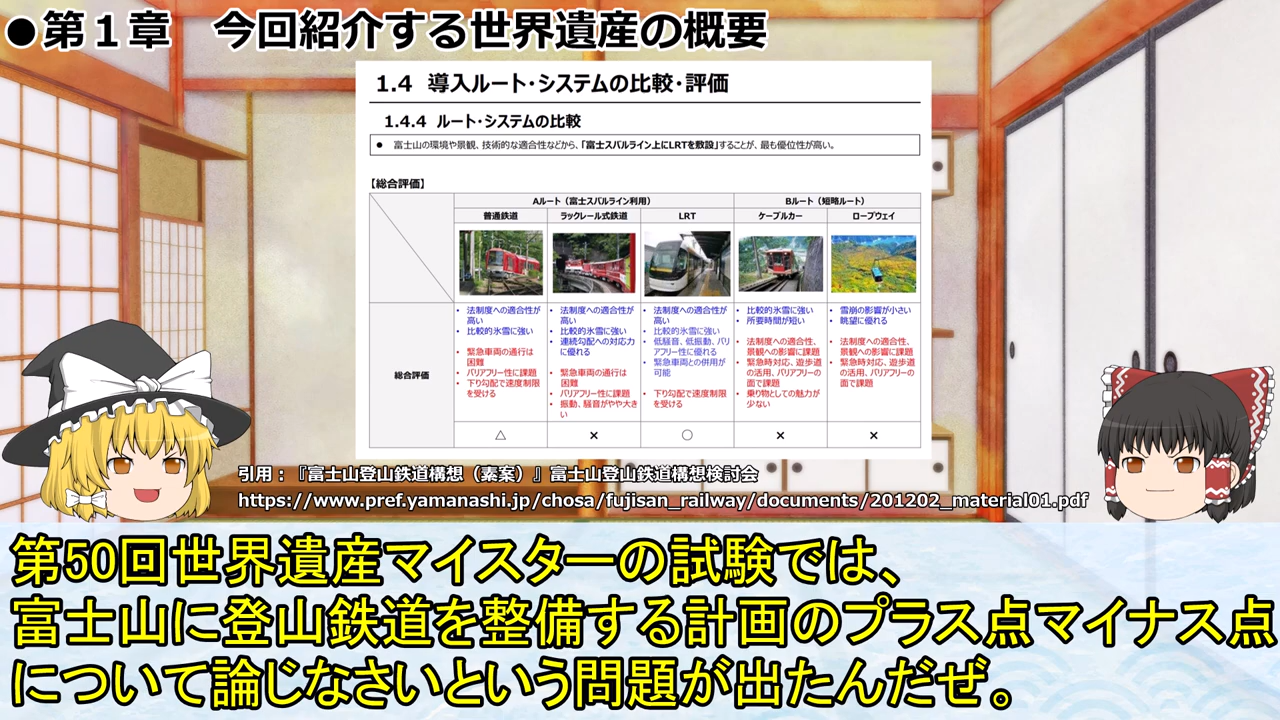 ●第１章　今回紹介する世界遺産の概要
1.4 導入ルート・システムの比較・評価
1.4.4 ルート・システムの比較
● 富士山の環境や景観、技術的な適合性などから、「富士スバルライン上にLRTを敷設」することが、最も優位性が高い。
【総合評価】
Aルート（富士スバルライン利用） Bルート（短絡ルート）
普通鉄道 ラックレール式鉄道 LRT ケーブルカー ロープウェイ
総合評価
• 法制度への適合性が
高い
• 比較的氷雪に強い
• 緊急車両の通行は
困難
• バリアフリー性に課題
• 下り勾配で速度制限
を受ける
• 法制度への適合性が
高い
• 比較的氷雪に強い
• 連続勾配への対応力
に優れる
• 緊急車両の通行は
困難
• バリアフリー性に課題
• 振動、騒音がやや大き
い
• 法制度への適合性が
高い
• 比較的氷雪に強い
• 低騒音、低振動、バリ
アフリー性に優れる
• 緊急車両との併用が
可能
• 下り勾配で速度制限
を受ける
• 比較的氷雪に強い
• 所要時間が短い
• 法制度への適合性、
景観への影響に課題
• 緊急時対応、遊歩道
の活用、バリアフリーの
面で課題
• 乗り物としての魅力が
少ない
• 雪崩の影響が小さい
• 眺望に優れる
• 法制度への適合性、
景観への影響に課題
• 緊急時対応、遊歩道
の活用、バリアフリーの
面で課題
△ × ○ × ×
引用：『富士山登山鉄道構想（素案）』富士山登山鉄道構想検討会
https://www.pref.yamanashi.jp/chosa/fujisan_railway/documents/201202_material01.pdf
第50回世界遺産マイスターの試験では、
富士山に登山鉄道を整備する計画のプラス点マイナス点
について論じなさいという問題が出たんだぜ。